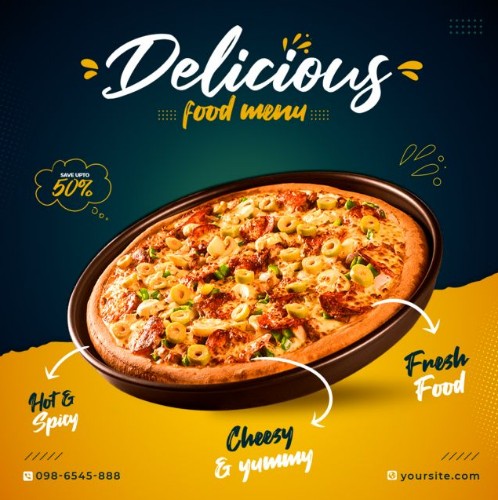 Delicious
food menu
SAVE UPTO
50%
Fresh
Food
Hot &
Spicy
Cheesy
& yummy
098-6545-888
yoursite.com